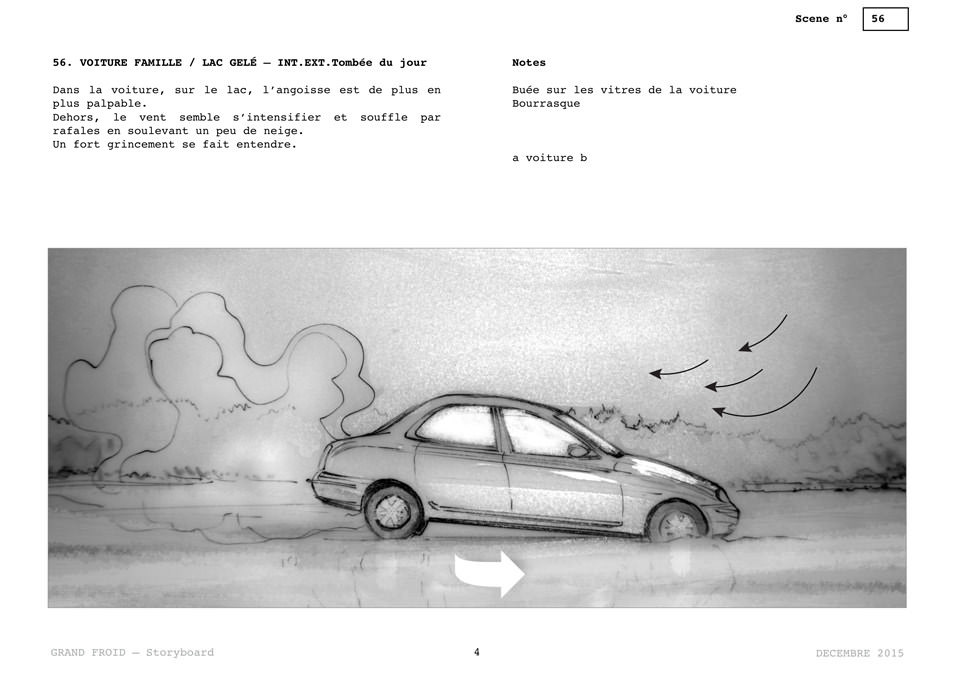 Scene nº 56
56. VOITURE FAMILLE / LAC GELÉ – INT.EXT.Tombée du jour
Dans la voiture, sur le lac, l’angoisse est de plus en
plus palpable.
Dehors, le vent semble s’intensifier et souffle par
rafales en soulevant un peu de neige.
Un fort grincement se fait entendre.
Notes
Buée sur les vitres de la voiture
Bourrasque
a voiture b
GRAND FROID – Storyboard
4
DECEMBRE 2015